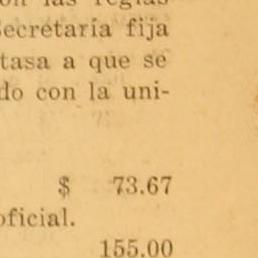 on las reglas
Secretaría fija
tasa a que se
do con la uni-
$ 73.67
oficial.
155.00